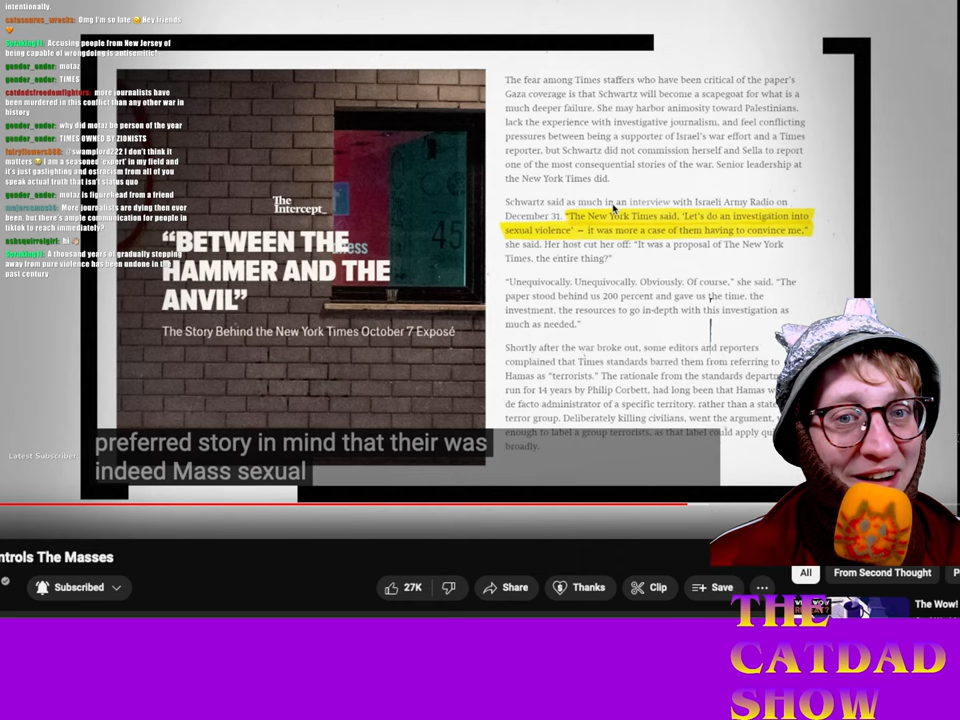 intentionally.
catasaurus_wrecks: Omg I'm so late 😔Hey friends
🧡
Seruking11: Accusing people from New Jersey of
being capable of wrongdoing is antisemitic!
gender_ender: motaz
gender_ender: TIMES
catdadsfreedomfighters: more journalists have
been murdered in this conflict than any other war in
history
gender_ender: why did motaz be person of the year
gender_ender: TIMES OWNED BY ZIONISTS
@swampford222 I don't think it
matters 😂 I am a seasoned 'expert' in my field and
it's just gaslighting and ostracism from all of you
speak actual truth that isn't status quo
gender_ender: motaz is figurehead from a friend
More journalists are dying then ever
been, but there's ample communication for people in
tiktok to reach immediately?
ashsquirrelgirl: hi 👋
Seruking11: A thousand years of gradually stepping
away from pure violence has been undone in the
past century
Latest Subscriber
The
Intercept_
“BETWEEN THE
HAMMER AND THE
ANVIL”
The Story Behind the New York Times October 7 Exposé
45
The fear among Times staffers who have been critical of the paper's
Gaza coverage is that Schwartz will become a scapegoat for what is a
much deeper failure. She may harbor animosity toward Palestinians,
lack the experience with investigative journalism, and feel conflicting
pressures between being a supporter of Israel's war effort and a Times
reporter, but Schwartz did not commission herself and Sella to report
one of the most consequential stories of the war. Senior leadership at
the New York Times did.
Schwartz said as much in an interview with Israeli Army Radio on
December 31. “The New York Times said, ‘Let's do an investigation into
sexual violence’ — it was more a case of them having to convince me,”
she said. Her host cut her off: “It was a proposal of The New York
Times, the entire thing?”
“Unequivocally. Unequivocally. Obviously. Of course,” she said. “The
paper stood behind us 200 percent and gave us the time, the
investment, the resources to go in-depth with this investigation as
much as needed.”
Shortly after the war broke out, some editors and reporters
complained that Times standards barred them from referring to
Hamas as “terrorists.” The rationale from the standards departm
run for 14 years by Philip Corbett, had long been that Hamas w
de facto administrator of a specific territory, rather than a state
terror group. Deliberately killing civilians, went the argument,
enough to label a group terrorists, as that label could apply qu
broadly.
preferred story in mind that their was
indeed Mass sexual
ntrols The Masses
Subscribed
27K
Share
Thanks
Clip
Save
All
From Second Thought
P
The Wow!
THE
CATDAD
SHOW